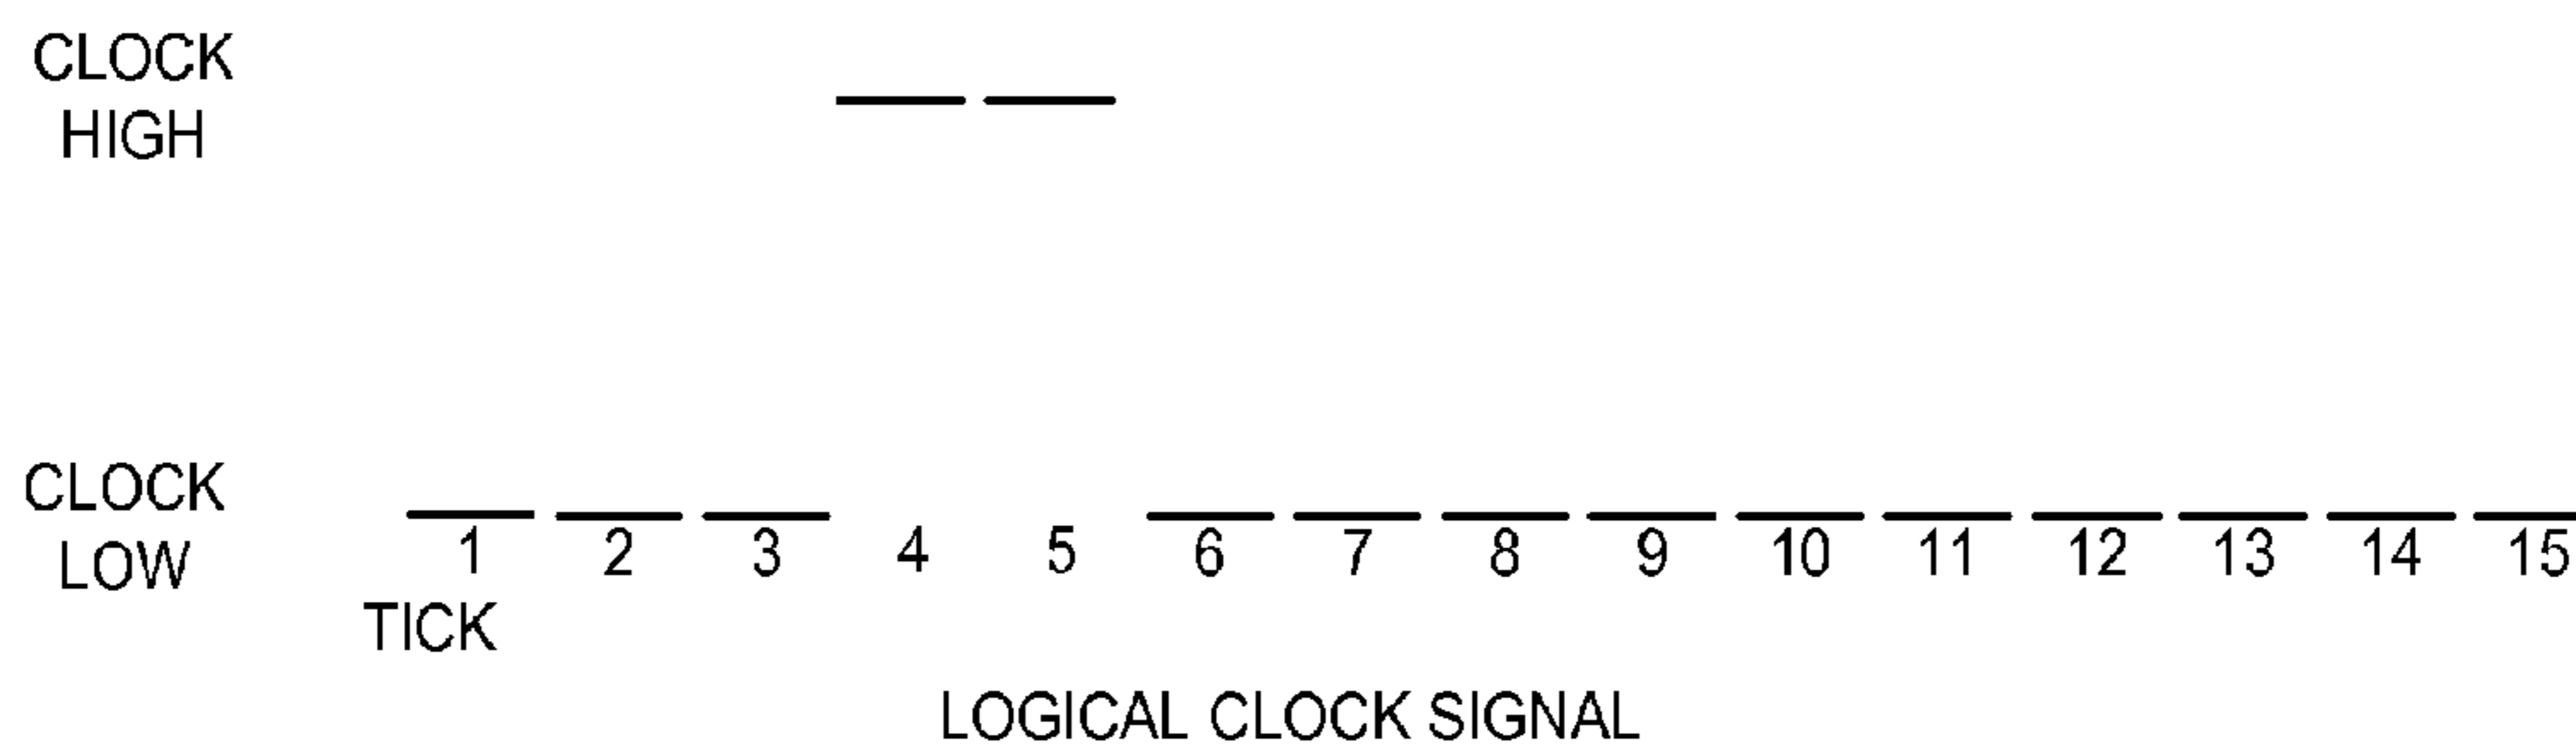 CLOCK
HIGH
CLOCK
LOW
1 2 3 4 5 6 7 8 9 10 11 12 13 14 15
TICK
LOGICAL CLOCK SIGNAL